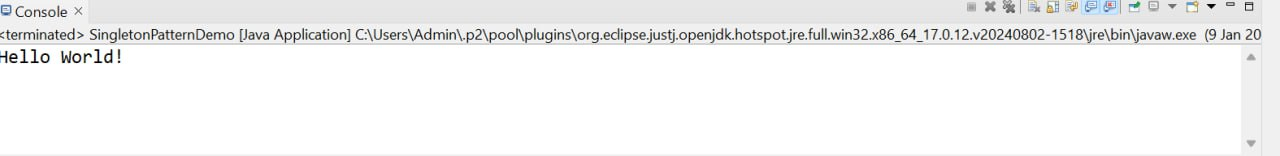 Console
<terminated> SingletonPatternDemo [Java Application] C:\Users\Admin\.p2\pool\plugins\org.eclipse.justj.openjdk.hotspot.jre.full.win32.x86_64_17.0.12.v20240802-1518\jre\bin\javaw.exe (9 Jan 20
Hello World!